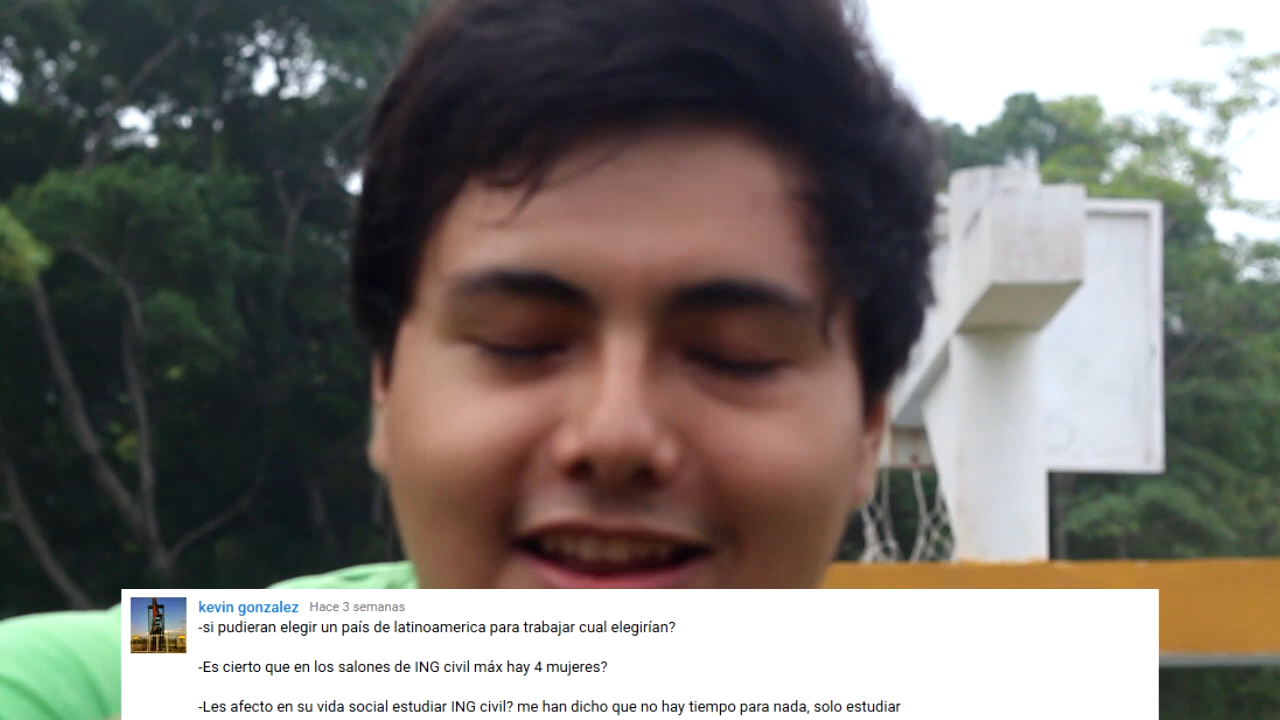 kevin gonzalez Hace 3 semanas
-si pudieran elegir un país de latinoamerica para trabajar cual elegirían?
-Es cierto que en los salones de ING civil máx hay 4 mujeres?
-Les afecto en su vida social estudiar ING civil? me han dicho que no hay tiempo para nada, solo estudiar